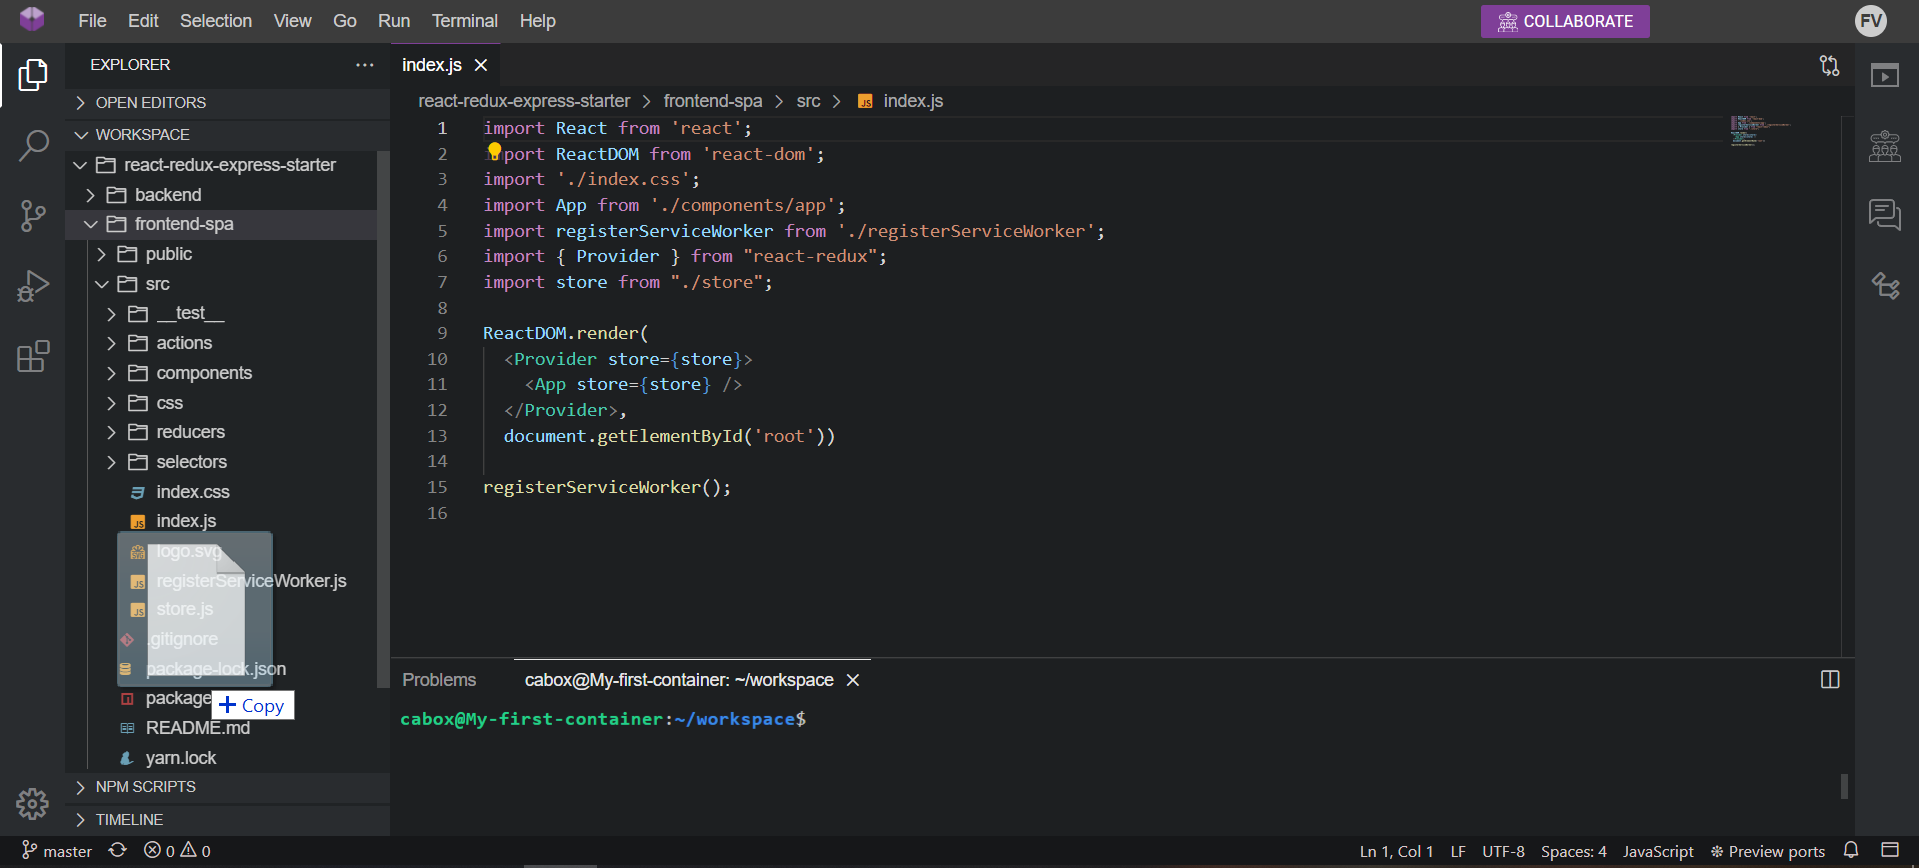 File Edit Selection View Go Run Terminal Help
COLLABORATE
FV
EXPLORER
OPEN EDITORS
WORKSPACE
react-redux-express-starter
backend
frontend-spa
public
src
__test__
actions
components
css
reducers
selectors
index.css
JS index.js
logo.svg
JS registerServiceWorker.js
JS store.js
.gitignore
package-lock.json
package
Copy
README.md
yarn.lock
NPM SCRIPTS
TIMELINE
index.js
react-redux-express-starter > frontend-spa > src > JS index.js
1 import React from 'react';
2 import ReactDOM from 'react-dom';
3 import './index.css';
4 import App from './components/app';
5 import registerServiceWorker from './registerServiceWorker';
6 import { Provider } from "react-redux";
7 import store from "./store";
8
9 ReactDOM.render(
10 <Provider store={store}>
11 <App store={store} />
12 </Provider>,
13 document.getElementById('root'))
14
15 registerServiceWorker();
16
Problems cabox@My-first-container: ~/workspace
cabox@My-first-container:~/workspace$
master 0 0 Ln 1, Col 1 LF UTF-8 Spaces: 4 JavaScript Preview ports